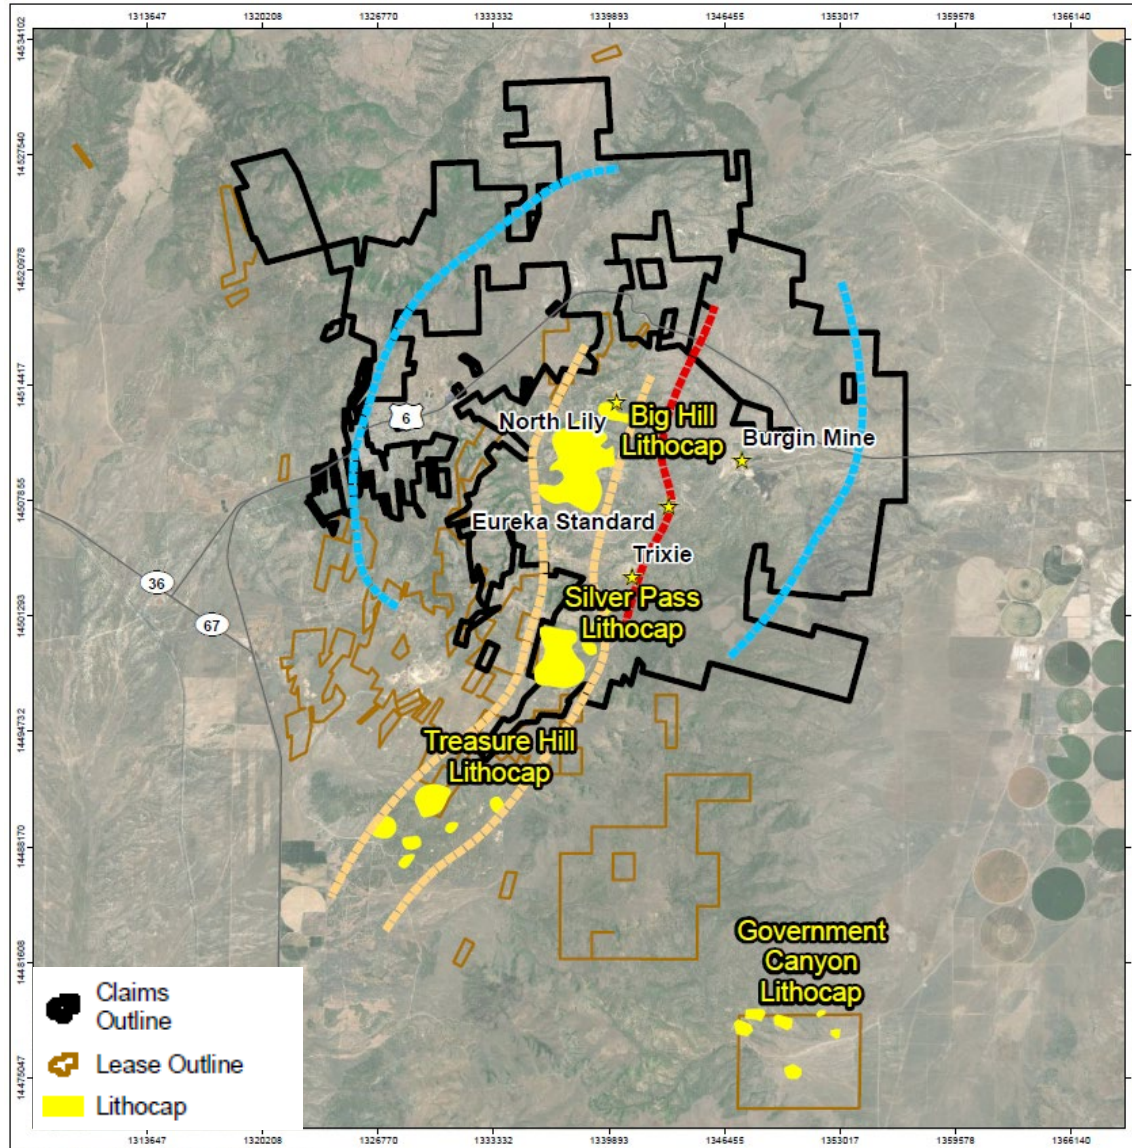 1313647 1320208 1326770 1333332 1339893 1346455 1353017 1359578 1366140
14534102
14527540
14520978
14514417
14507855
14501293
14494732
14488170
14481608
14475047
6
North Lily
Big Hill
Lithocap
Burgin Mine
Eureka Standard
Trixie
36
67
Silver Pass
Lithocap
Treasure Hill
Lithocap
Government
Canyon
Lithocap
Claims
Outline
Lease Outline
Lithocap
1313647 1320208 1326770 1333332 1339893 1346455 1353017 1359578 1366140